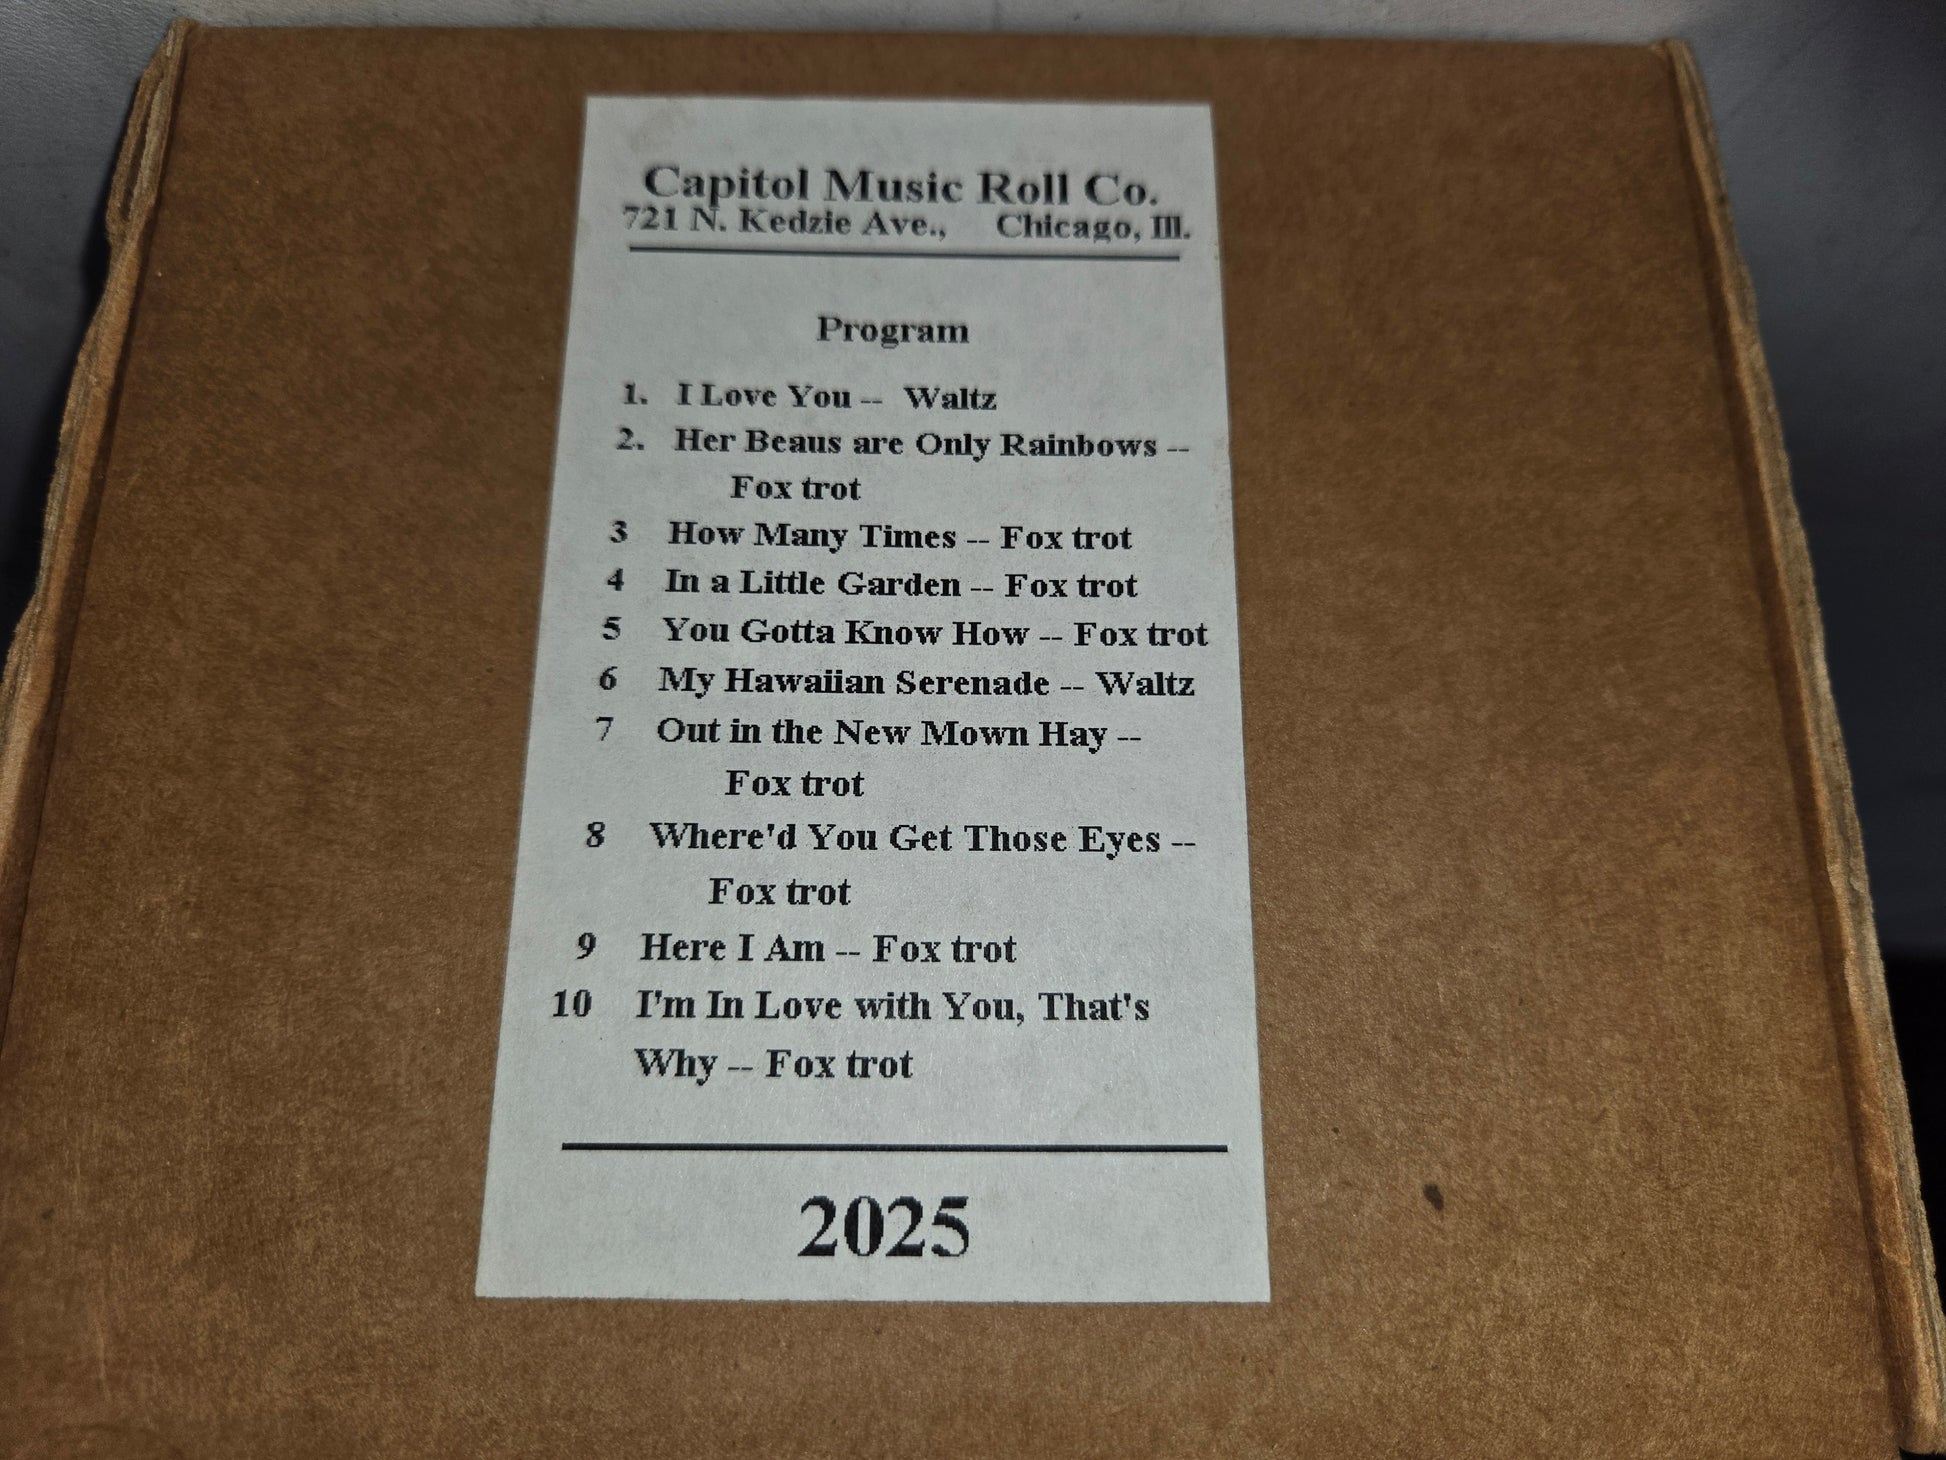 Capitol Music Roll Co.
721 N. Kedzie Ave., Chicago, Ill.
Program
1. I Love You -- Waltz
2. Her Beaus are Only Rainbows --
Fox trot
3 How Many Times -- Fox trot
4 In a Little Garden -- Fox trot
5 You Gotta Know How -- Fox trot
6 My Hawaiian Serenade -- Waltz
7 Out in the New Mown Hay --
Fox trot
8 Where'd You Get Those Eyes --
Fox trot
9 Here I Am -- Fox trot
10 I'm In Love with You, That's
Why -- Fox trot
2025